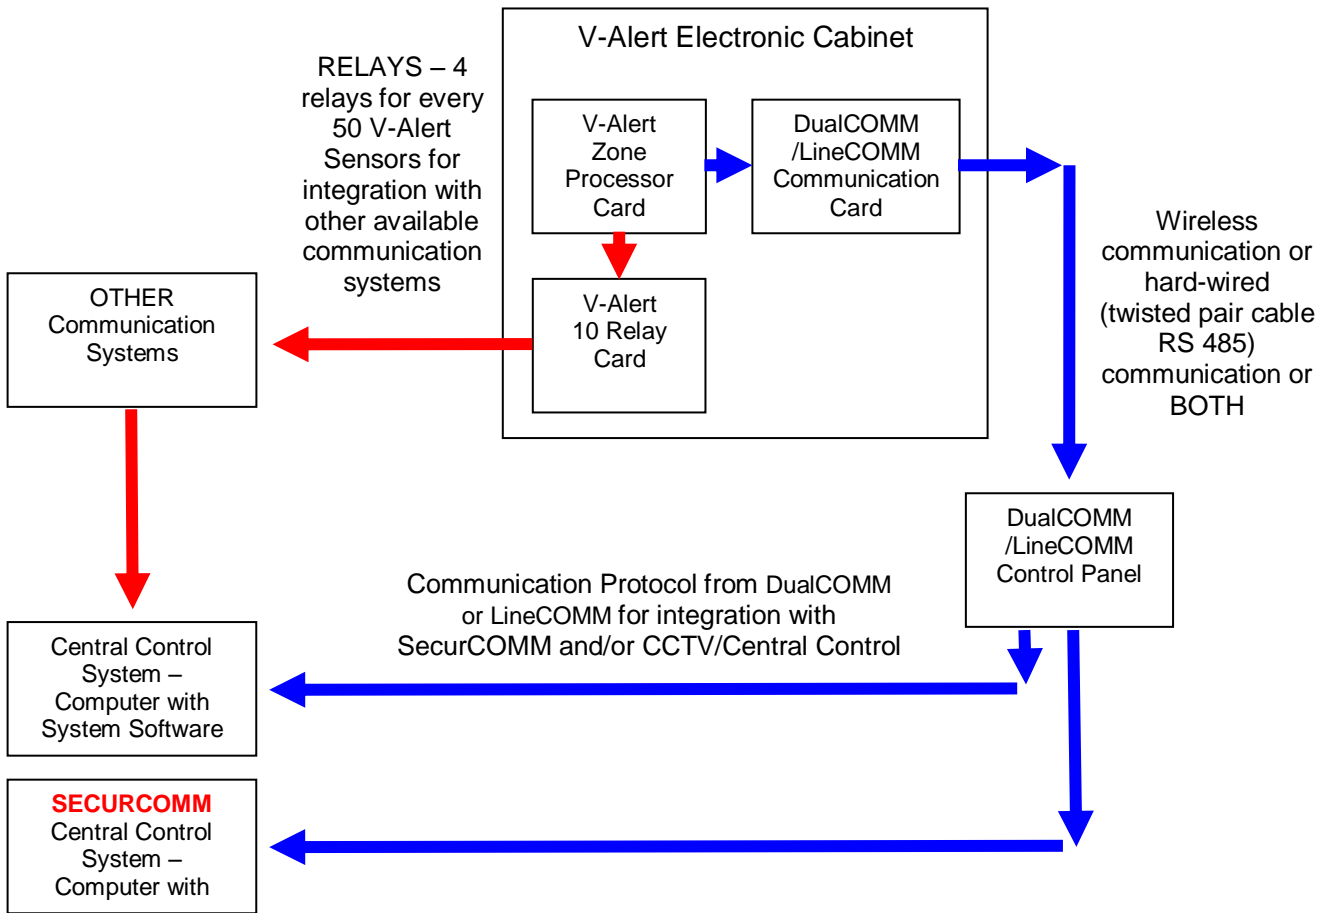 V-Alert Electronic Cabinet
RELAYS – 4
relays for every
50 V-Alert
Sensors for
integration with
other available
communication
systems
V-Alert
Zone
Processor
Card
DualCOMM
/LineCOMM
Communication
Card
Wireless
communication or
hard-wired
(twisted pair cable
RS 485)
communication or
BOTH
OTHER
Communication
Systems
V-Alert
10 Relay
Card
DualCOMM
/LineCOMM
Control Panel
Communication Protocol from DualCOMM
or LineCOMM for integration with
SecurCOMM and/or CCTV/Central Control
Central Control
System –
Computer with
System Software
SECURCOMM
Central Control
System –
Computer with